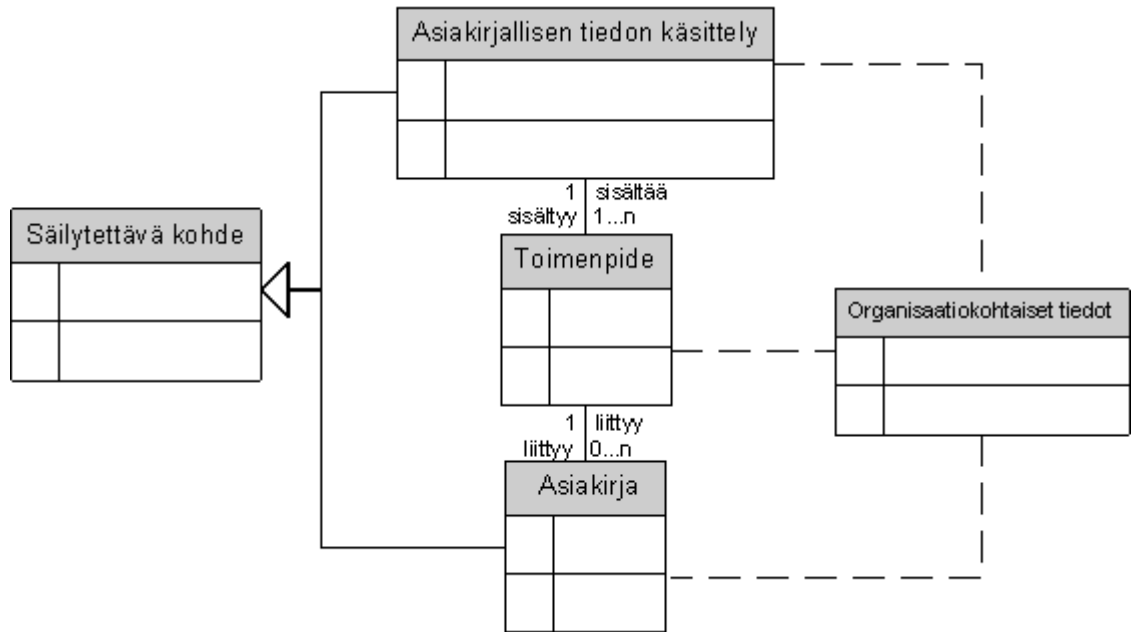 Asiakirjallisen tiedon käsittely
1 sisältää
sisältyy 1...n
Säilytettävä kohde
Toimenpide
Organisaatiokohtaiset tiedot
1 liittyy
liittyy 0...n
Asiakirja